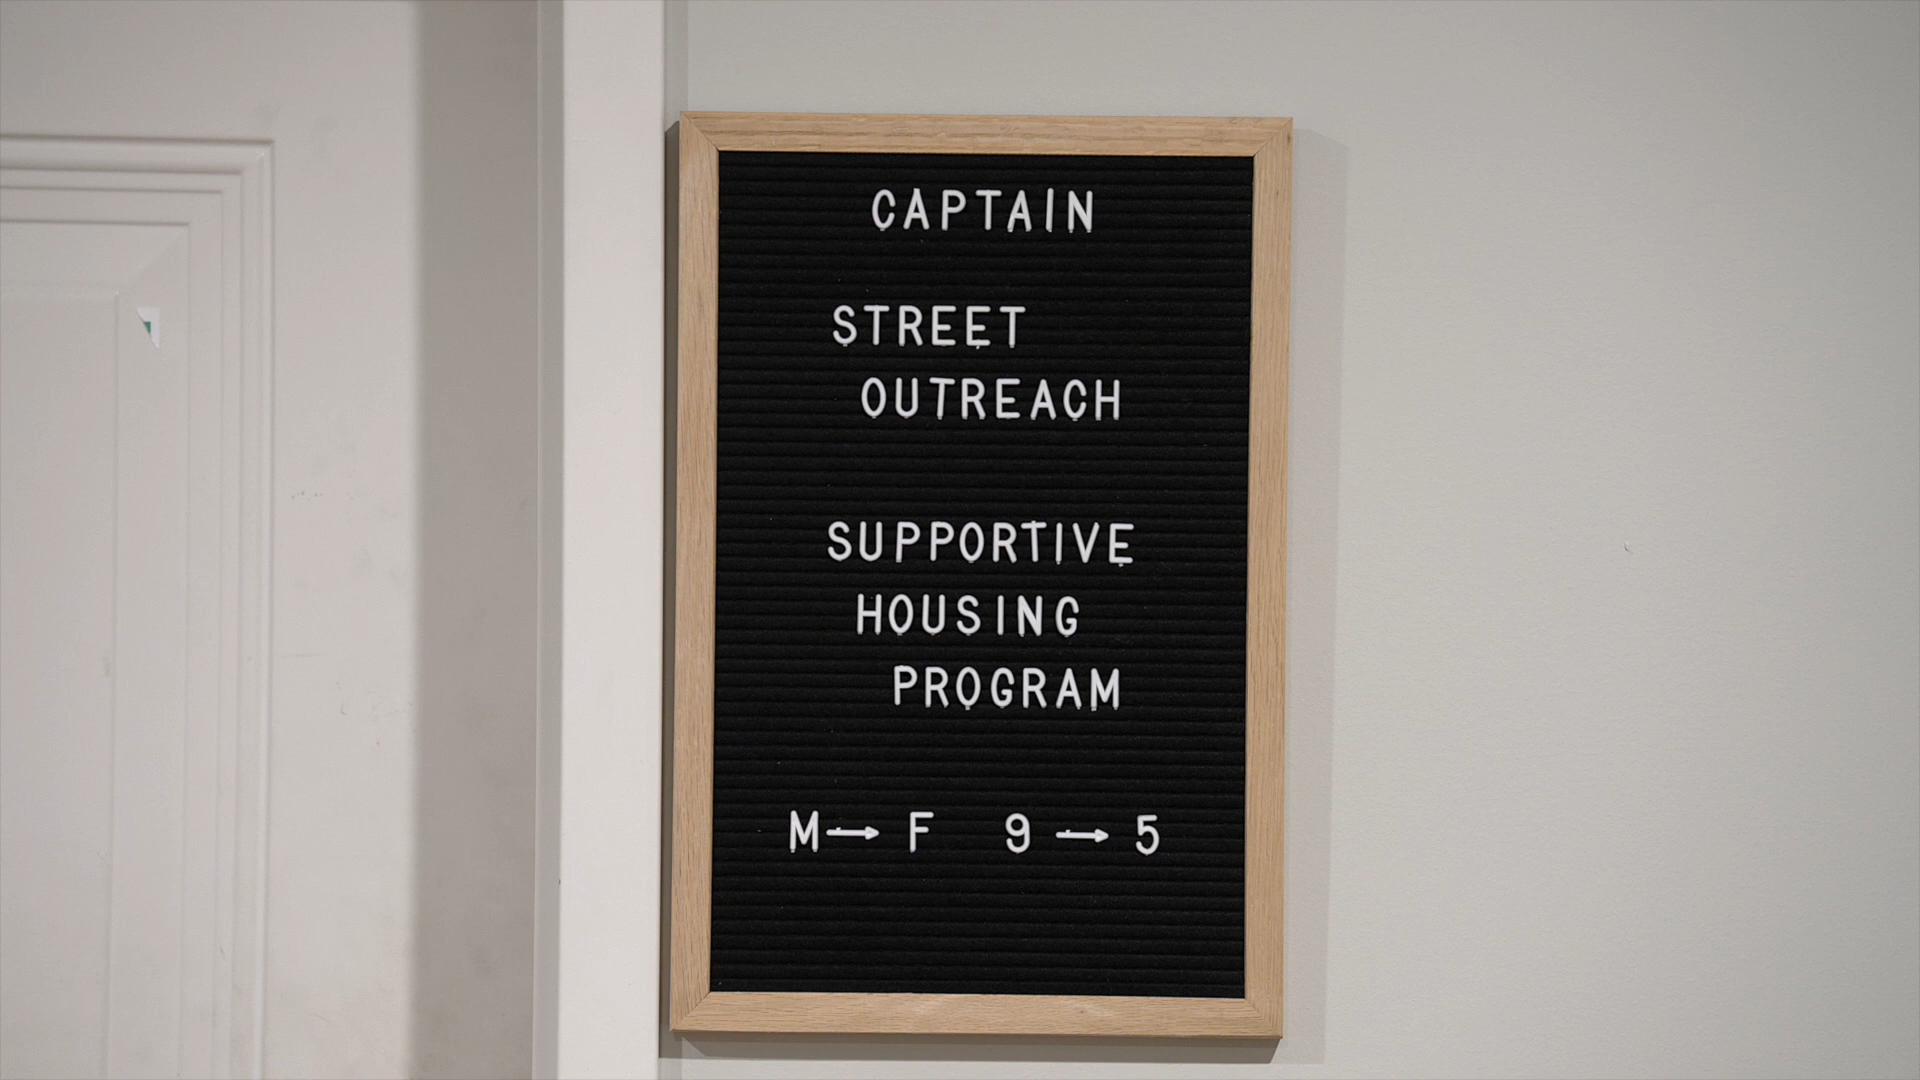 CAPTAIN
STREET
OUTREACH
SUPPORTIVE
HOUSING
PROGRAM
M→ F 9 → 5